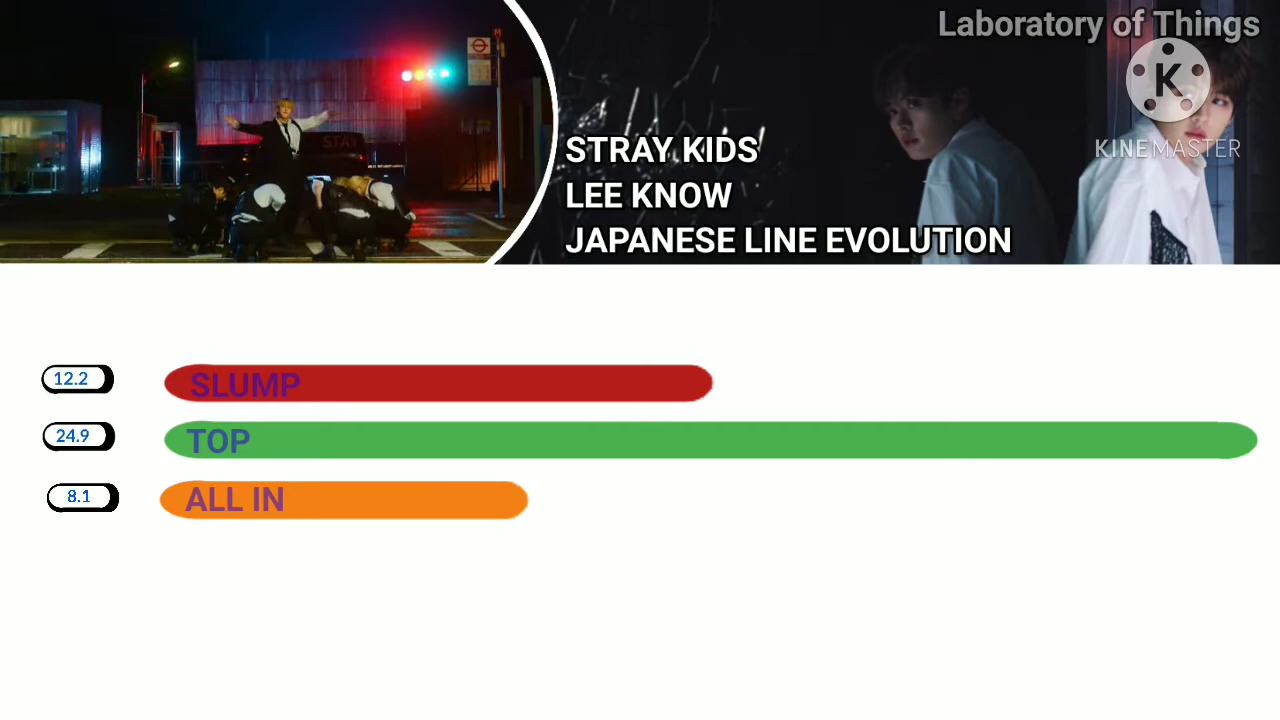 Laboratory of Things
K
KINEMASTER
STAY
STRAY KIDS
LEE KNOW
JAPANESE LINE EVOLUTION
12.2 SLUMP
24.9 TOP
8.1 ALL IN